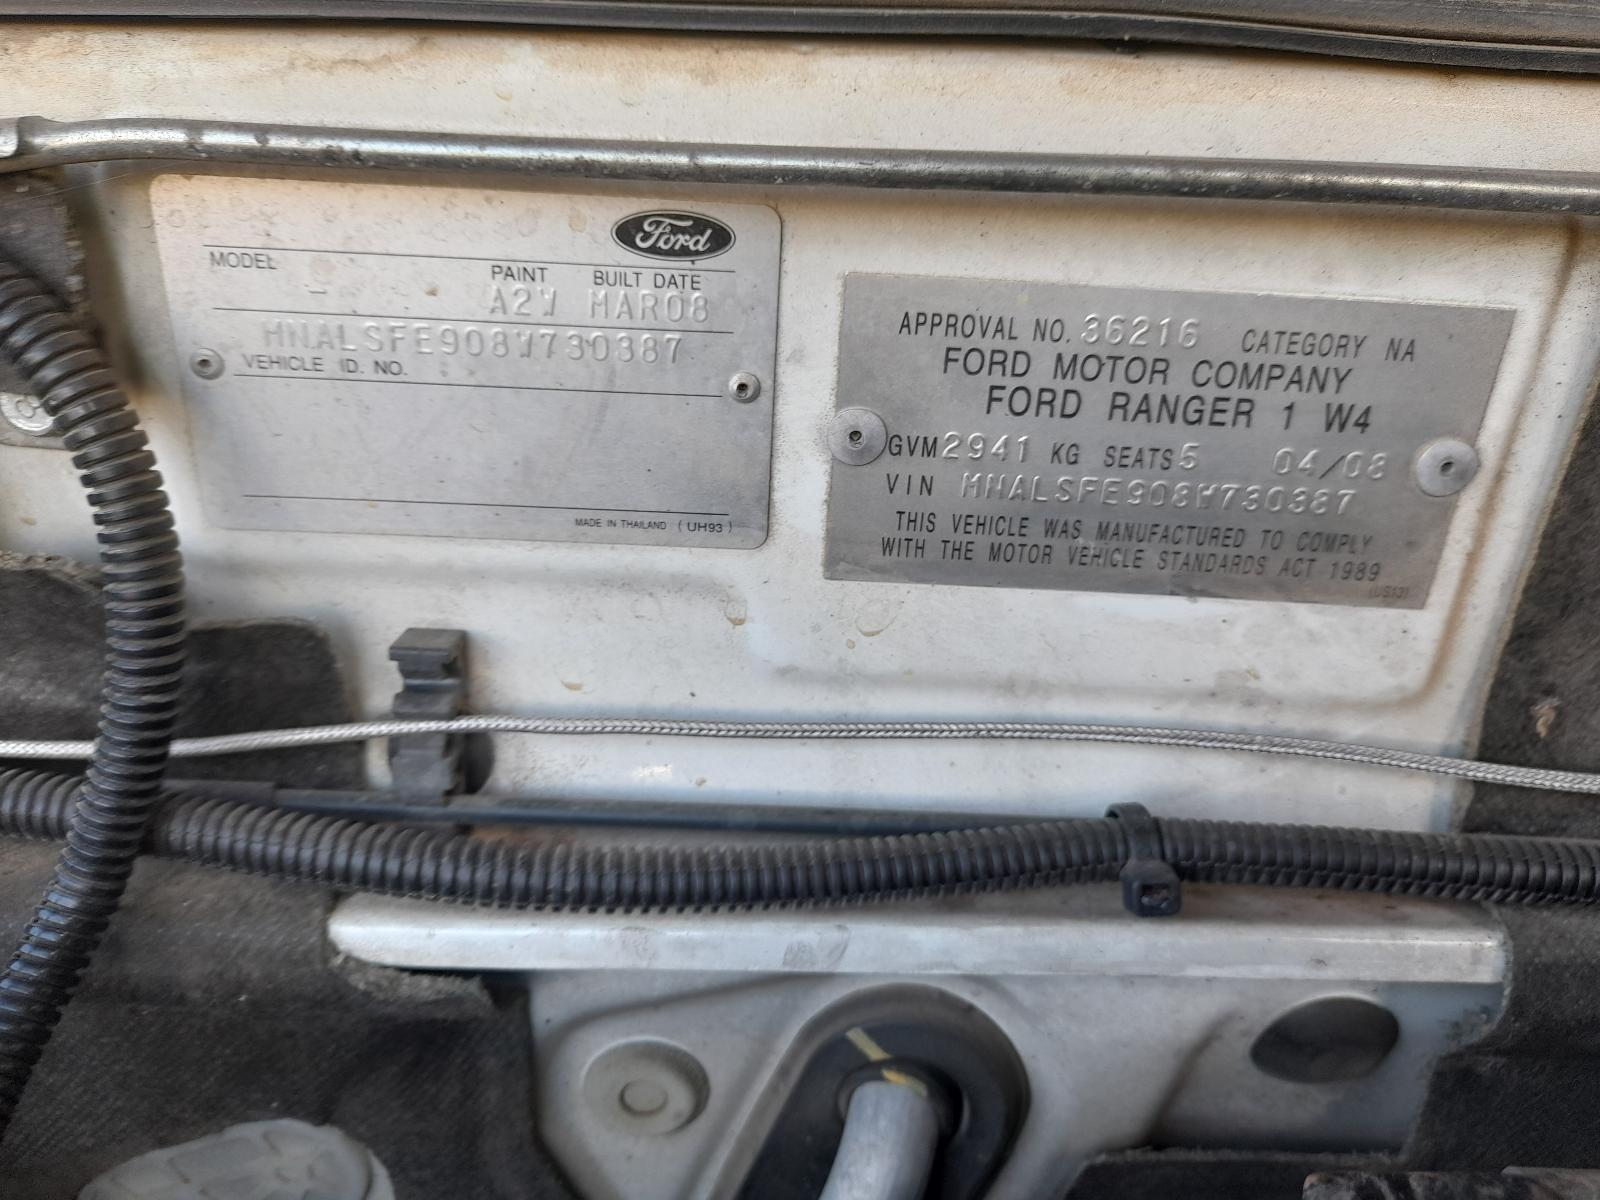 Ford
MODEL PAINT BUILT DATE
A2W MAR08
MNALSFE908W730387
VEHICLE ID. NO.
MADE IN THAILAND (UH93)
APPROVAL NO. 36216 CATEGORY NA
FORD MOTOR COMPANY
FORD RANGER 1 W4
GVM 2941 KG SEATS 5 04/08
VIN MNALSFE908W730387
THIS VEHICLE WAS MANUFACTURED TO COMPLY
WITH THE MOTOR VEHICLE STANDARDS ACT 1989